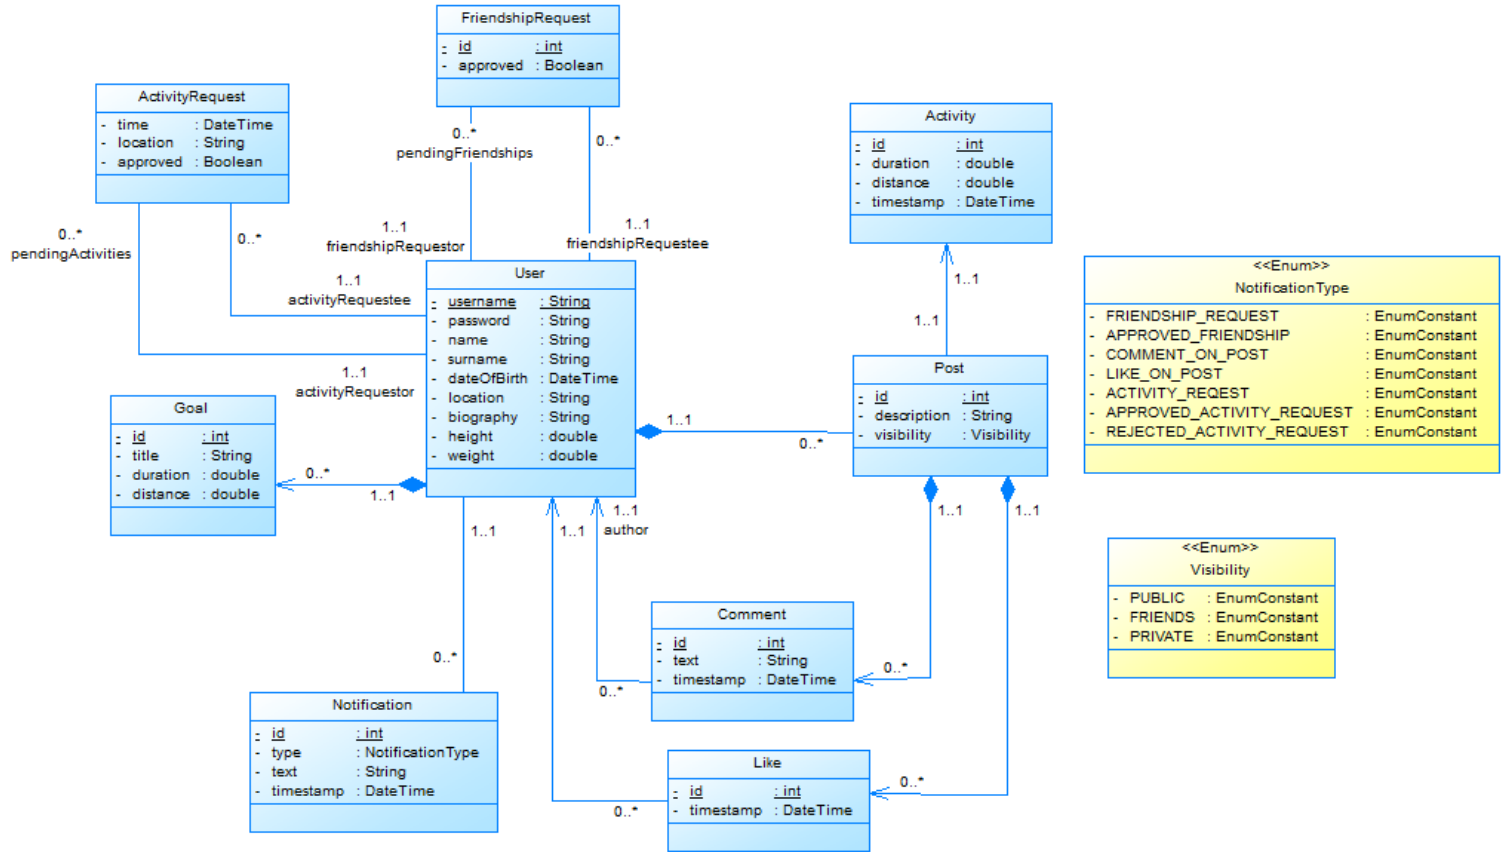 FriendshipRequest
- id : int
- approved : Boolean
ActivityRequest
- time : DateTime
- location : String
- approved : Boolean
Activity
- id : int
- duration : double
- distance : double
- timestamp : DateTime
0..*
pendingFriendships
0..*
0..*
pendingActivities
0..*
1..1
friendshipRequestor
1..1
friendshipRequestee
1..1
activityRequestee
1..1
activityRequestor
User
- username : String
- password : String
- name : String
- surname : String
- dateOfBirth : DateTime
- location : String
- biography : String
- height : double
- weight : double
1..1
1..1
<<Enum>>
NotificationType
- FRIENDSHIP_REQUEST : EnumConstant
- APPROVED_FRIENDSHIP : EnumConstant
- COMMENT_ON_POST : EnumConstant
- LIKE_ON_POST : EnumConstant
- ACTIVITY_REQEST : EnumConstant
- APPROVED_ACTIVITY_REQUEST : EnumConstant
- REJECTED_ACTIVITY_REQUEST : EnumConstant
Post
- id : int
- description : String
- visibility : Visibility
1..1
0..*
Goal
- id : int
- title : String
- duration : double
- distance : double
0..*
1..1
1..1
1..1
1..1
author
1..1
1..1
<<Enum>>
Visibility
- PUBLIC : EnumConstant
- FRIENDS : EnumConstant
- PRIVATE : EnumConstant
Comment
- id : int
- text : String
- timestamp : DateTime
0..*
0..*
0..*
Notification
- id : int
- type : NotificationType
- text : String
- timestamp : DateTime
Like
- id : int
- timestamp : DateTime
0..*
0..*